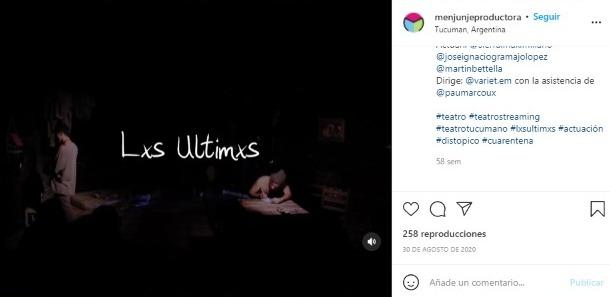 Lxs Ultimxs
menjunjeproductora • Seguir
Tucuman, Argentina
@joseignaciogramajolopez
@martinbettella
Dirige: @variet.em con la asistencia de
@paumarcoux
#teatro #teatrostreaming
#teatrotucumano #lxsultimxs #actuación
#distopico #cuarentena
58 sem
258 reproducciones
30 DE AGOSTO DE 2020
Añade un comentario...
Publicar